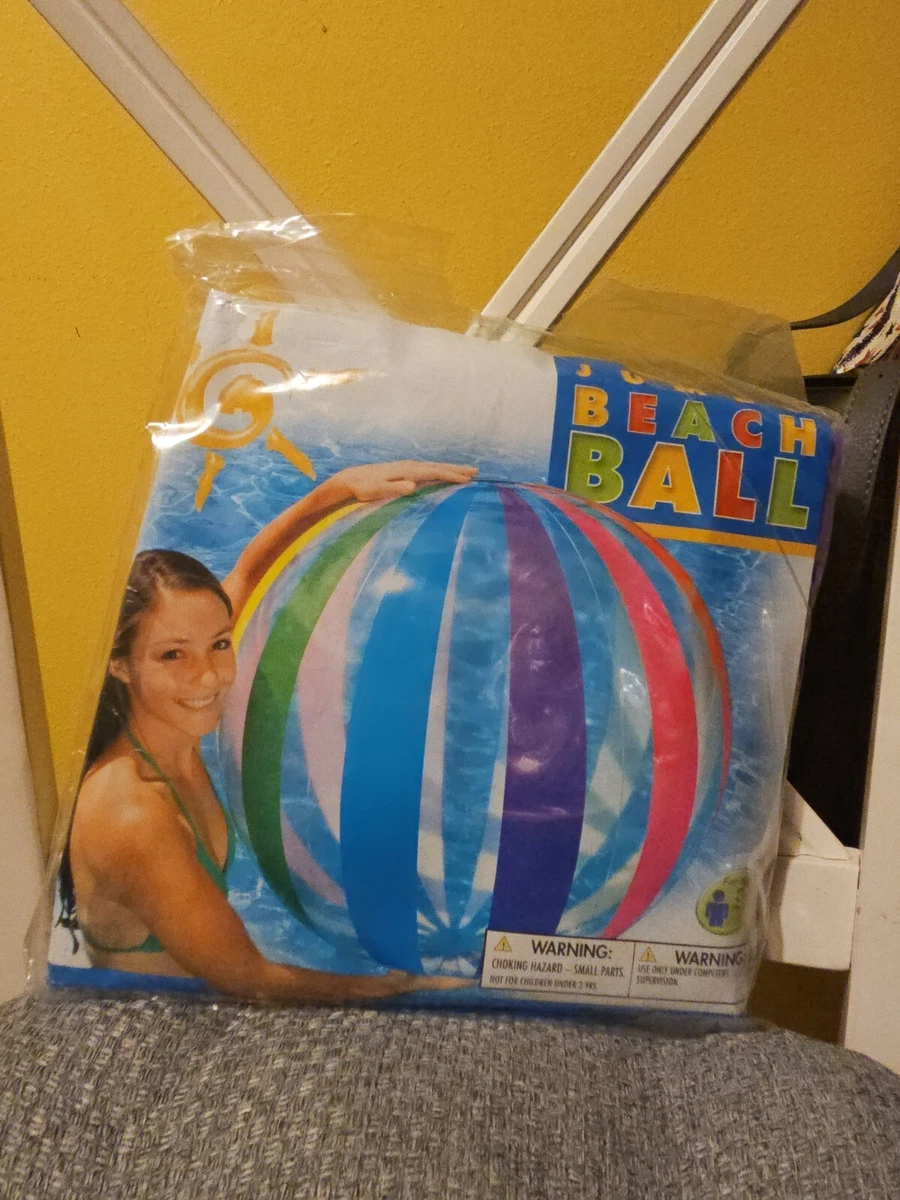 BEACH
BALL
WARNING:
CHOKING HAZARD – SMALL PARTS.
NOT FOR CHILDREN UNDER 3 YRS.
WARNING:
USE ONLY UNDER COMPETENT
SUPERVISION.